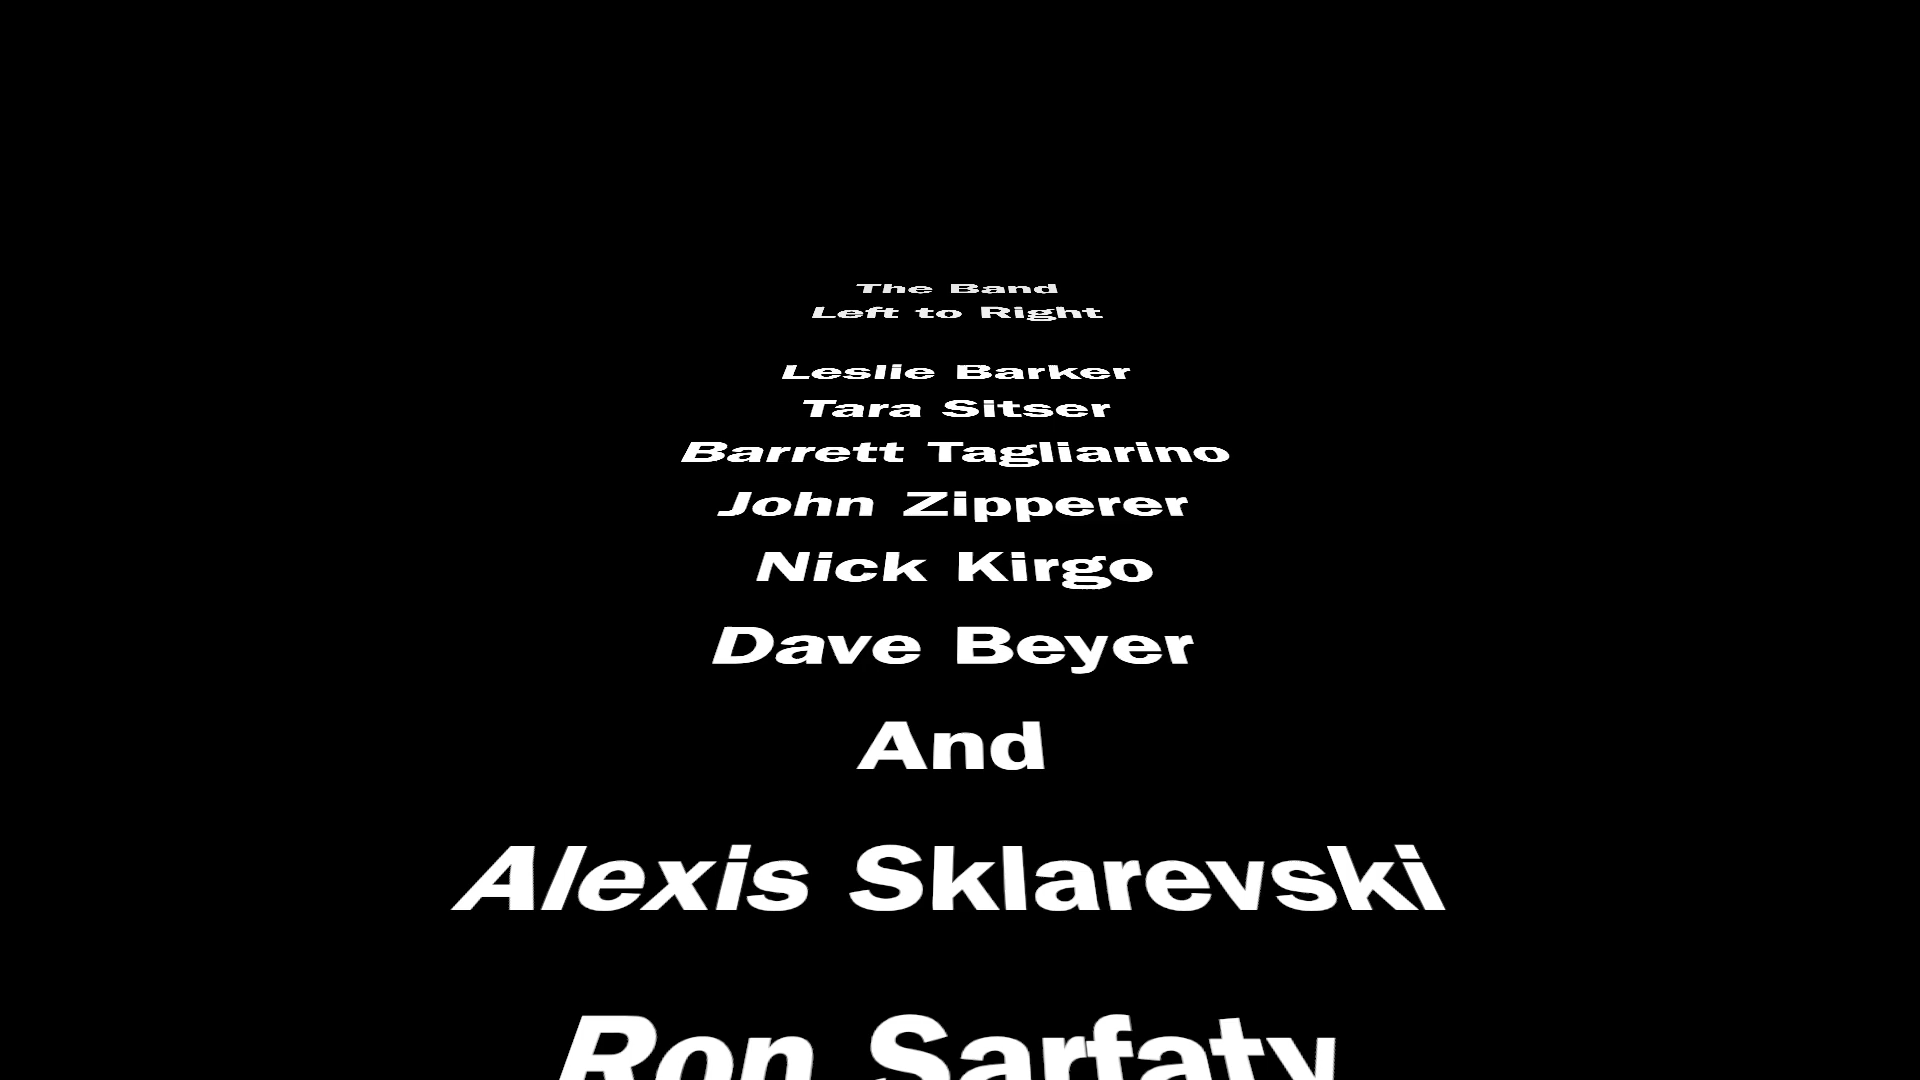 The Band
Left to Right
Leslie Barker
Tara Sitser
Barrett Tagliarino
John Zipperer
Nick Kirgo
Dave Beyer
And
Alexis Sklarevski
Ron Sarfaty